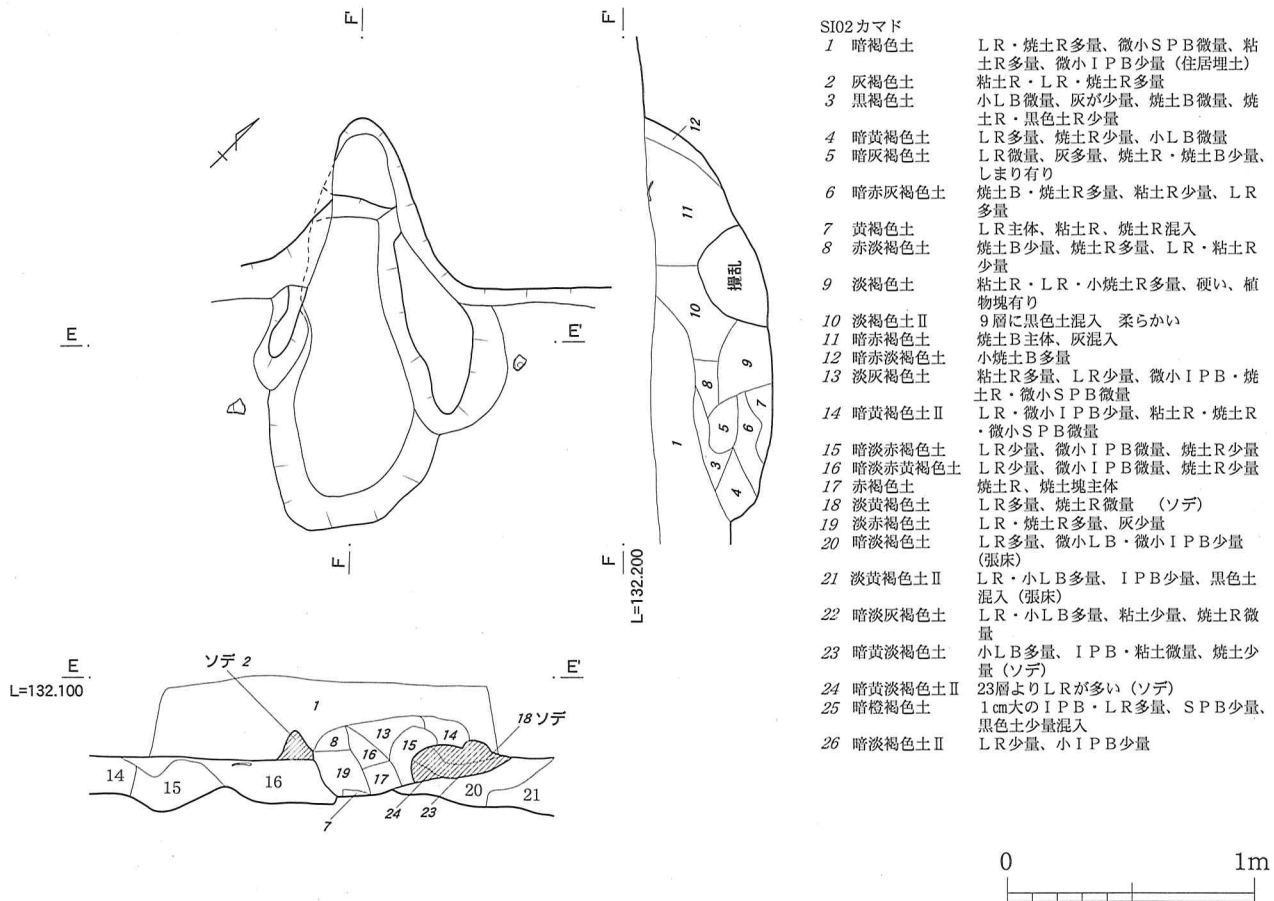 F'
F'
E
E'
F
F
L=132.200
12
11
攪乱
10
9
8
7
5
6
1
3
4
E
E'
L=132.100
ソデ 2
18 ソデ
1
8
13
14
15
16
19
17
14
15
16
20
21
7
24
23
SI02カマド
1 暗褐色土 LR・焼土R多量、微小SPB微量、粘
土R多量、微小IPB少量（住居埋土）
2 灰褐色土 粘土R・LR・焼土R多量
3 黒褐色土 小LB微量、灰が少量、焼土B微量、焼
土R・黒色土R少量
4 暗黄褐色土 LR多量、焼土R少量、小LB微量
5 暗灰褐色土 LR微量、灰多量、焼土R・焼土B少量、
しまり有り
6 暗赤灰褐色土 焼土B・焼土R多量、粘土R少量、LR
多量
7 黄褐色土 LR主体、粘土R、焼土R混入
8 赤淡褐色土 焼土B少量、焼土R多量、LR・粘土R
少量
9 淡褐色土 粘土R・LR・小焼土R多量、硬い、植
物塊有り
10 淡褐色土Ⅱ 9層に黒色土混入 柔らかい
11 暗赤褐色土 焼土B主体、灰混入
12 暗赤淡褐色土 小焼土B多量
13 淡灰褐色土 粘土R多量、LR少量、微小IPB・焼
土R・微小SPB微量
14 暗黄褐色土Ⅱ LR・微小IPB少量、粘土R・焼土R
・微小SPB微量
15 暗淡赤褐色土 LR少量、微小IPB微量、焼土R少量
16 暗淡赤黄褐色土 LR少量、微小IPB微量、焼土R少量
17 赤褐色土 焼土R、焼土塊主体
18 淡黄褐色土 LR多量、焼土R微量 （ソデ）
19 淡赤褐色土 LR・焼土R多量、灰少量
20 暗淡褐色土 LR多量、微小LB・微小IPB少量
（張床）
21 淡黄褐色土Ⅱ LR・小LB多量、IPB少量、黒色土
混入（張床）
22 暗淡灰褐色土 LR・小LB多量、粘土少量、焼土R微
量
23 暗黄淡褐色土 小LB多量、IPB・粘土微量、焼土少
量（ソデ）
24 暗黄淡褐色土Ⅱ 23層よりLRが多い（ソデ）
25 暗橙褐色土 1㎝大のIPB・LR多量、SPB少量、
黒色土少量混入
26 暗淡褐色土Ⅱ LR少量、小IPB少量
0
1m